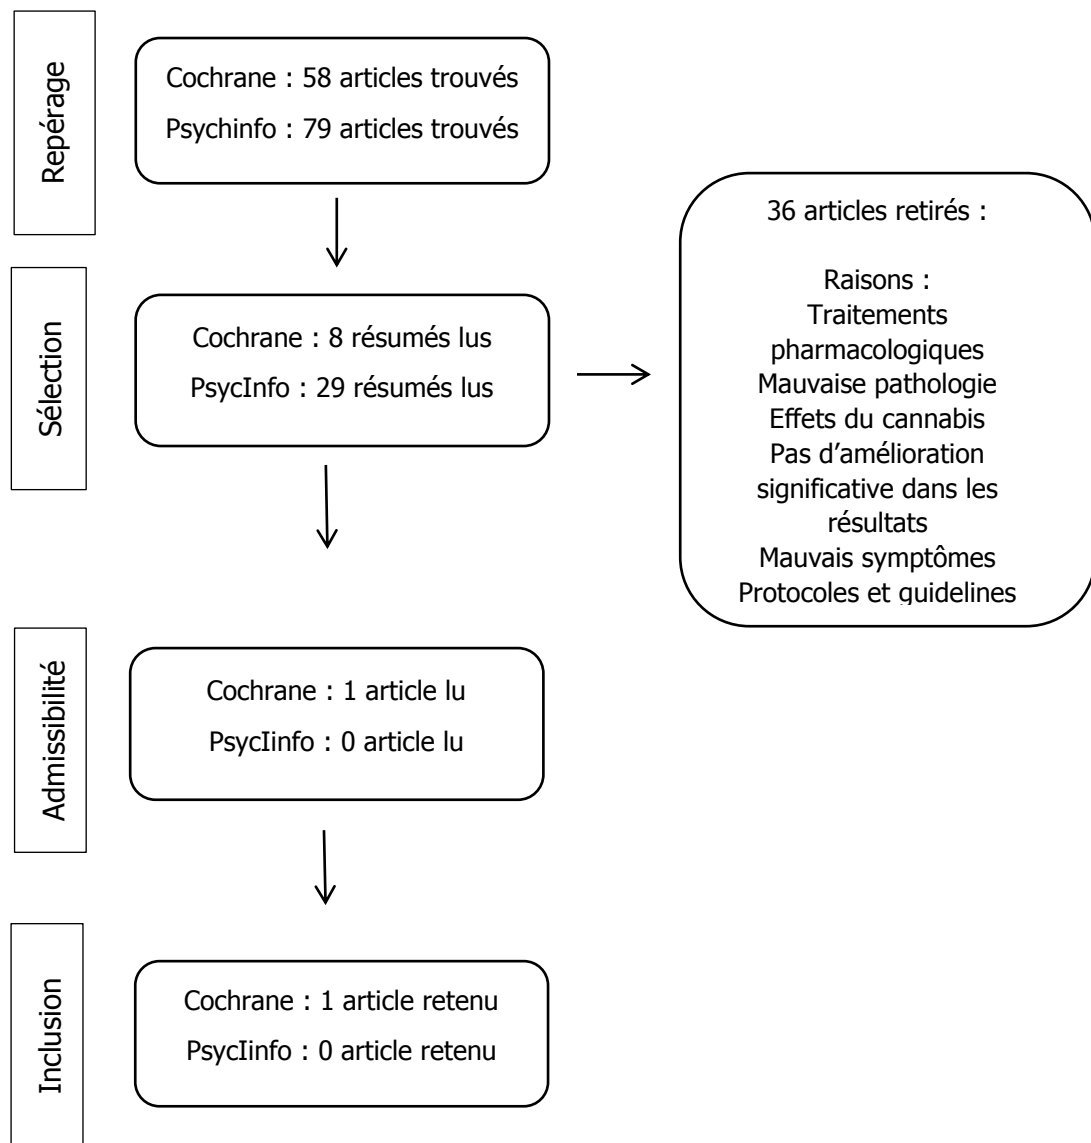 Repérage
Cochrane : 58 articles trouvés
Psychinfo : 79 articles trouvés
Sélection
Cochrane : 8 résumés lus
PsycInfo : 29 résumés lus
36 articles retirés :
Raisons :
Traitements
pharmacologiques
Mauvaise pathologie
Effets du cannabis
Pas d’amélioration
significative dans les
résultats
Mauvais symptômes
Protocoles et guidelines
Admissibilité
Cochrane : 1 article lu
PsycIinfo : 0 article lu
Inclusion
Cochrane : 1 article retenu
PsycIinfo : 0 article retenu